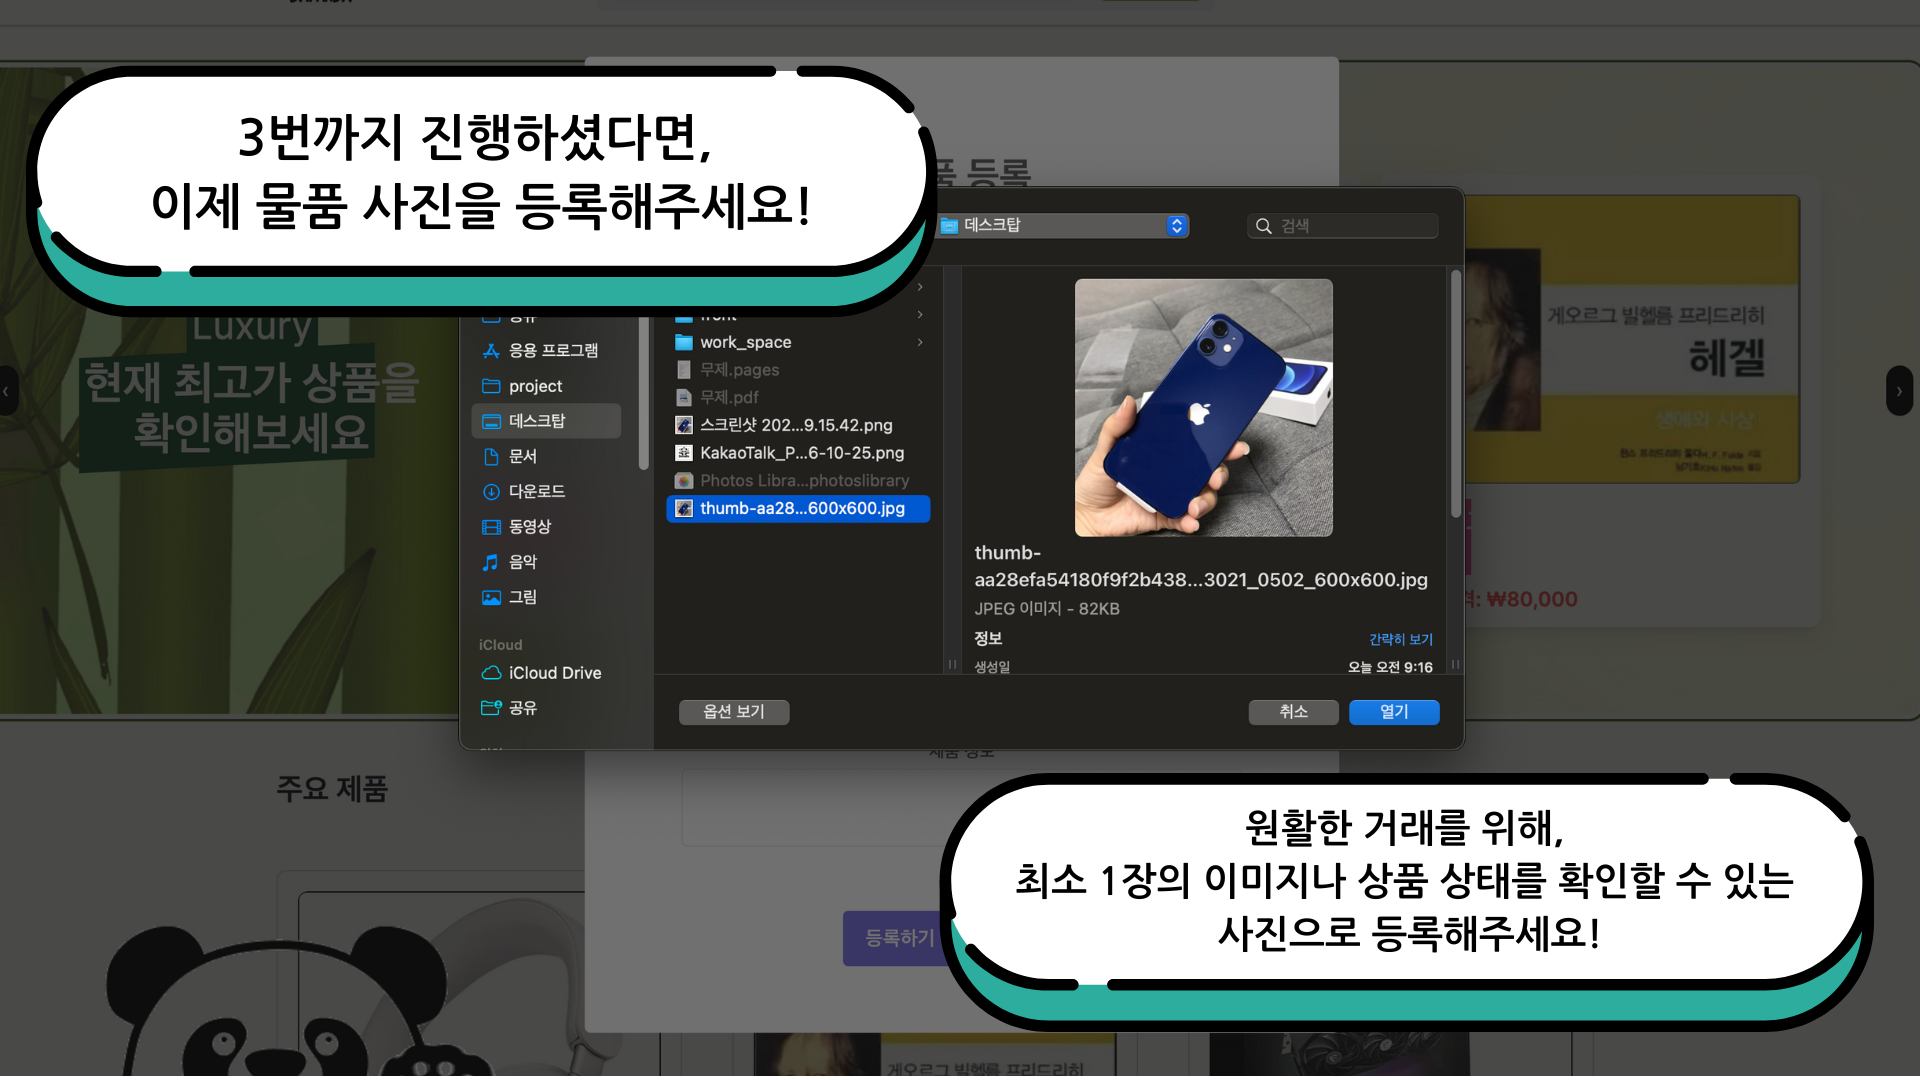 3번까지 진행하셨다면,
이제 물품 사진을 등록해주세요!
품 등록
데스크탑
검색
Luxury
현재 최고가 상품을
확인해보세요
응용 프로그램
project
데스크탑
문서
다운로드
동영상
음악
그림
iCloud
iCloud Drive
공유
work_space
무제.pages
무제.pdf
스크린샷 202...9.15.42.png
KakaoTalk_P...6-10-25.png
Photos Libra...photoslibrary
thumb-aa28...600x600.jpg
thumb-
aa28efa54180f9f2b438...3021_0502_600x600.jpg
JPEG 이미지 - 82KB
정보
간략히 보기
생성일
오늘 오전 9:16
옵션 보기
취소
열기
게오르그 빌헬름 프리드리히
헤겔
생애와 사상
격: ₩80,000
제품 정보
주요 제품
등록하기
원활한 거래를 위해,
최소 1장의 이미지나 상품 상태를 확인할 수 있는
사진으로 등록해주세요!
게오르그 빌헬름 프리드리히